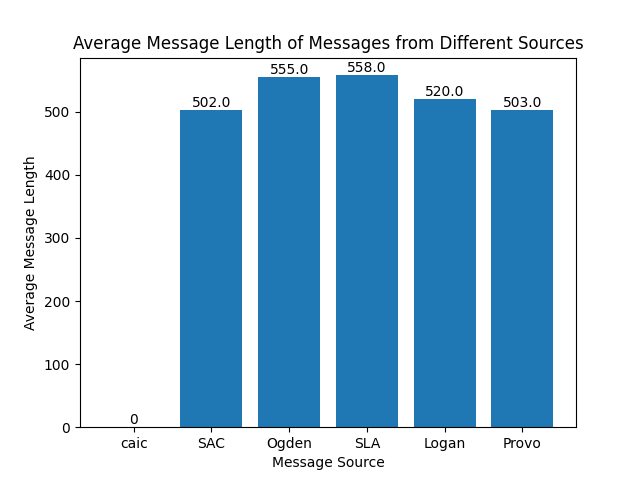 Average Message Length of Messages from Different Sources
Average Message Length
500
400
300
200
100
0
0
502.0
555.0
558.0
520.0
503.0
caic
SAC
Ogden
SLA
Logan
Provo
Message Source